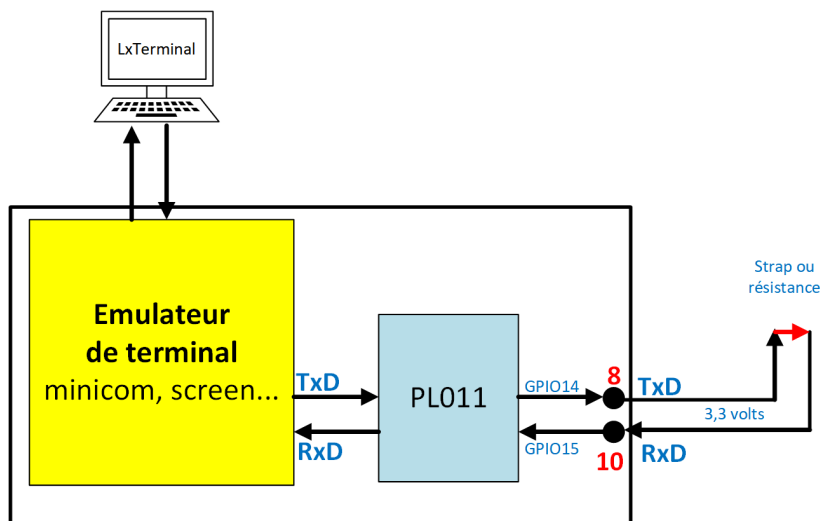 LxTerminal
Emulateur
de terminal
minicom, screen...
TxD
RxD
PL011
GPIO14
GPIO15
8
10
TxD
3,3 volts
RxD
Strap ou
résistance